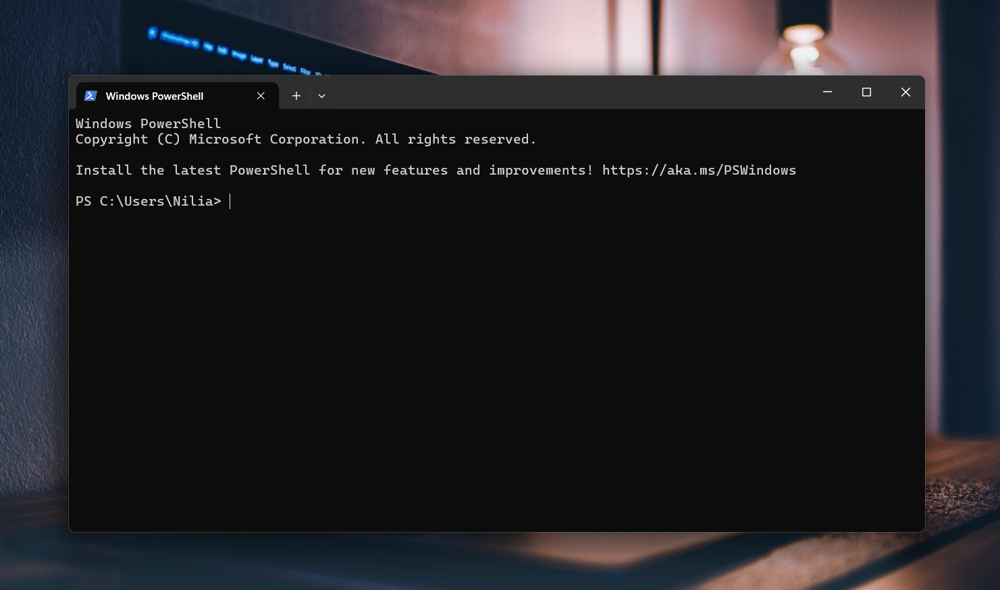 Windows PowerShell
Windows PowerShell
Copyright (C) Microsoft Corporation. All rights reserved.
Install the latest PowerShell for new features and improvements! https://aka.ms/PSWindows
PS C:\Users\Nilia>